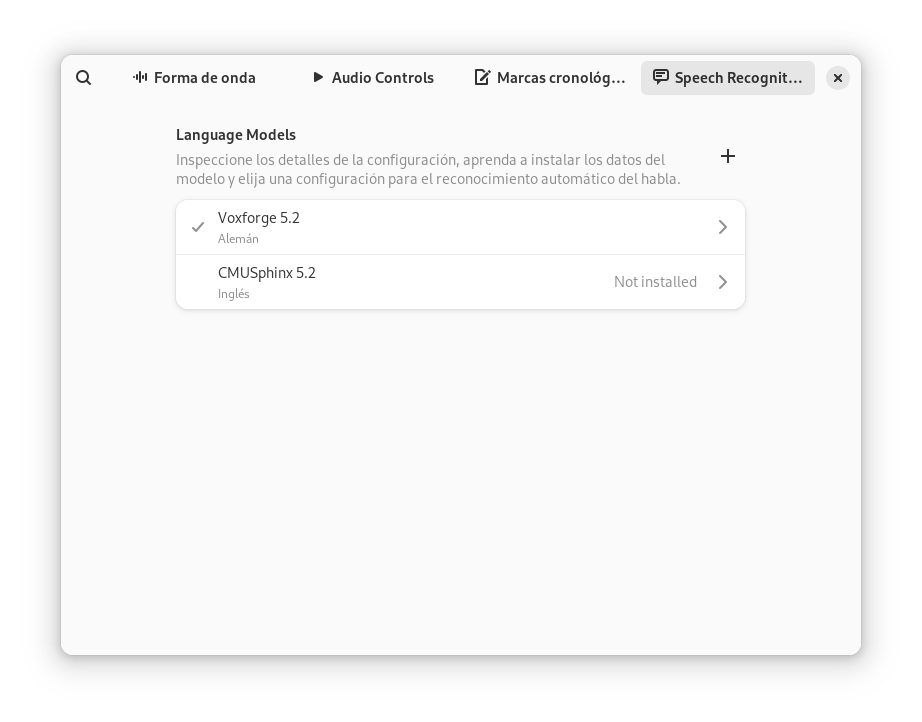 Forma de onda
Audio Controls
Marcas cronológ…
Speech Recognit…
Language Models
Inspeccione los detalles de la configuración, aprenda a instalar los datos del
modelo y elija una configuración para el reconocimiento automático del habla.
Voxforge 5.2
Alemán
CMUSphinx 5.2
Inglés
Not installed